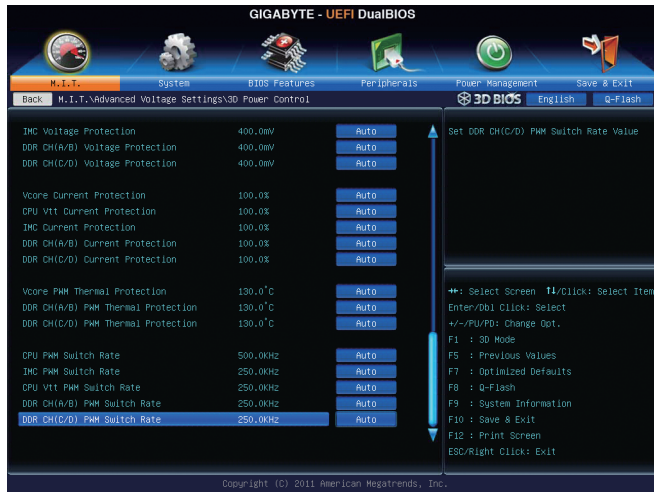 GIGABYTE - UEFI DualBIOS
M.I.T. System BIOS Features Peripherals Power Management Save & Exit
Back M.I.T.\Advanced Voltage Settings\3D Power Control 3D BIOS English Q-Flash
IMC Voltage Protection 400.0mV Auto
DDR CH(A/B) Voltage Protection 400.0mV Auto
DDR CH(C/D) Voltage Protection 400.0mV Auto
Vcore Current Protection 100.0% Auto
CPU Vtt Current Protection 100.0% Auto
IMC Current Protection 100.0% Auto
DDR CH(A/B) Current Protection 100.0% Auto
DDR CH(C/D) Current Protection 100.0% Auto
Vcore PWM Thermal Protection 130.0°C Auto
DDR CH(A/B) PWM Thermal Protection 130.0°C Auto
DDR CH(C/D) PWM Thermal Protection 130.0°C Auto
CPU PWM Switch Rate 500.0KHz Auto
IMC PWM Switch Rate 250.0KHz Auto
CPU Vtt PWM Switch Rate 250.0KHz Auto
DDR CH(A/B) PWM Switch Rate 250.0KHz Auto
DDR CH(C/D) PWM Switch Rate 250.0KHz Auto
Set DDR CH(C/D) PWM Switch Rate Value
→←: Select Screen ↑↓/Click: Select Item
Enter/Dbl Click: Select
+/-/PU/PD: Change Opt.
F1 : 3D Mode
F5 : Previous Values
F7 : Optimized Defaults
F8 : Q-Flash
F9 : System Information
F10 : Save & Exit
F12 : Print Screen
ESC/Right Click: Exit
Copyright (C) 2011 American Megatrends, Inc.